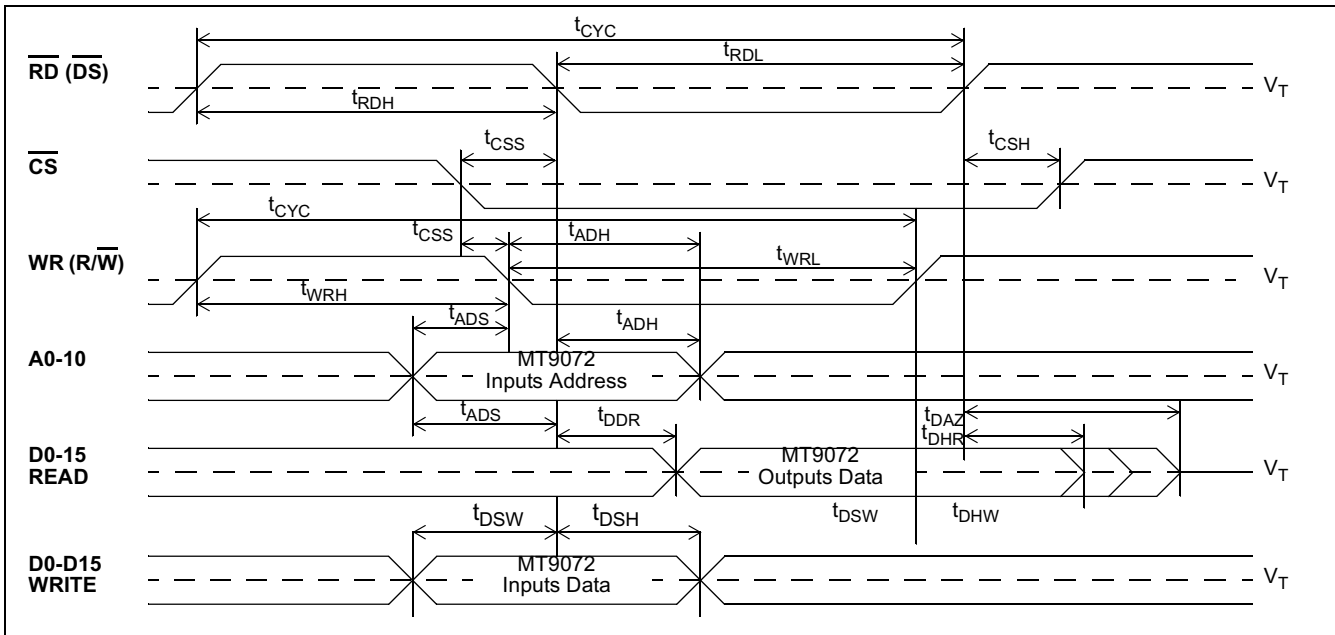 tCYC
RD (DS)
tRDL
VT
tRDH
tCSS
tCSH
CS
VT
tCYC
tCSS
tADH
WR (R/W)
tWRL
VT
tWRH
tADS
tADH
A0-10
MT9072
Inputs Address
VT
tADS
tDDR
tDAZ
tDHR
D0-15
READ
MT9072
Outputs Data
VT
tDSW
tDSH
tDSW
tDHW
D0-D15
WRITE
MT9072
Inputs Data
VT